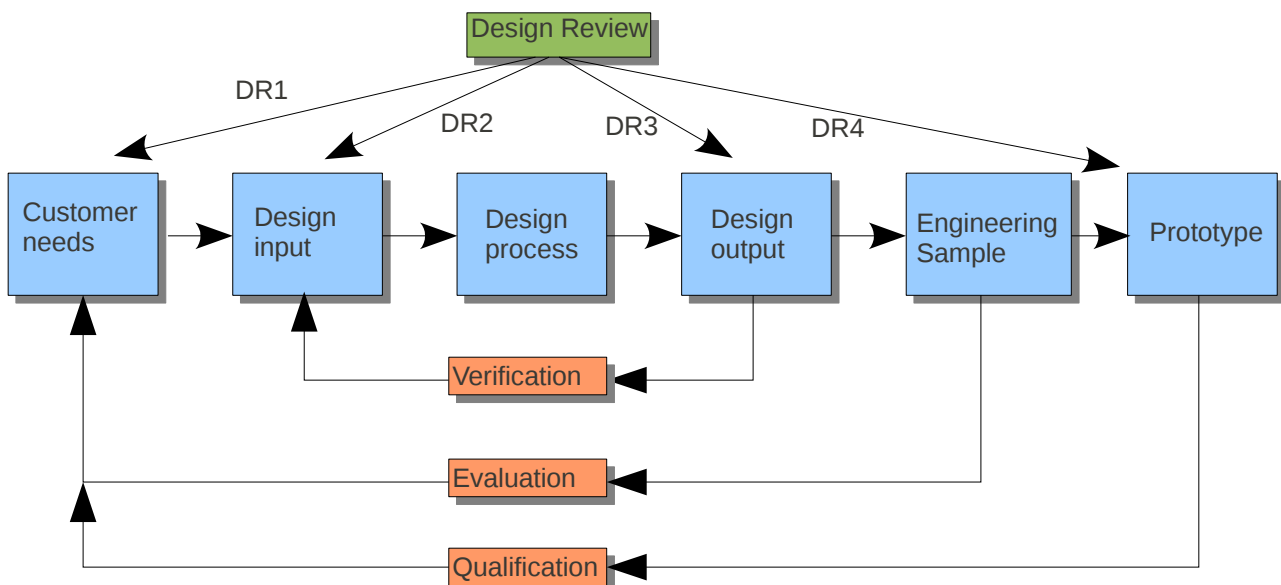 Design Review
DR1
DR2
DR3
DR4
Customer
needs
Design
input
Design
process
Design
output
Engineering
Sample
Prototype
Verification
Evaluation
Qualification